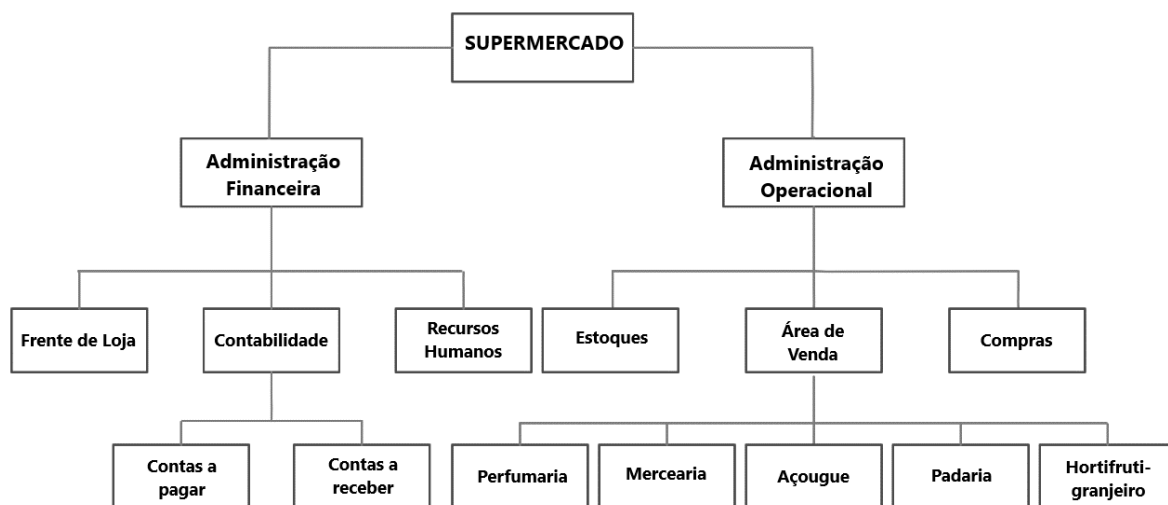 SUPERMERCADO
Administração
Financeira
Administração
Operacional
Frente de Loja
Contabilidade
Recursos
Humanos
Estoques
Área de
Venda
Compras
Contas a
pagar
Contas a
receber
Perfumaria
Mercearia
Açougue
Padaria
Hortifruti-
granjeiro